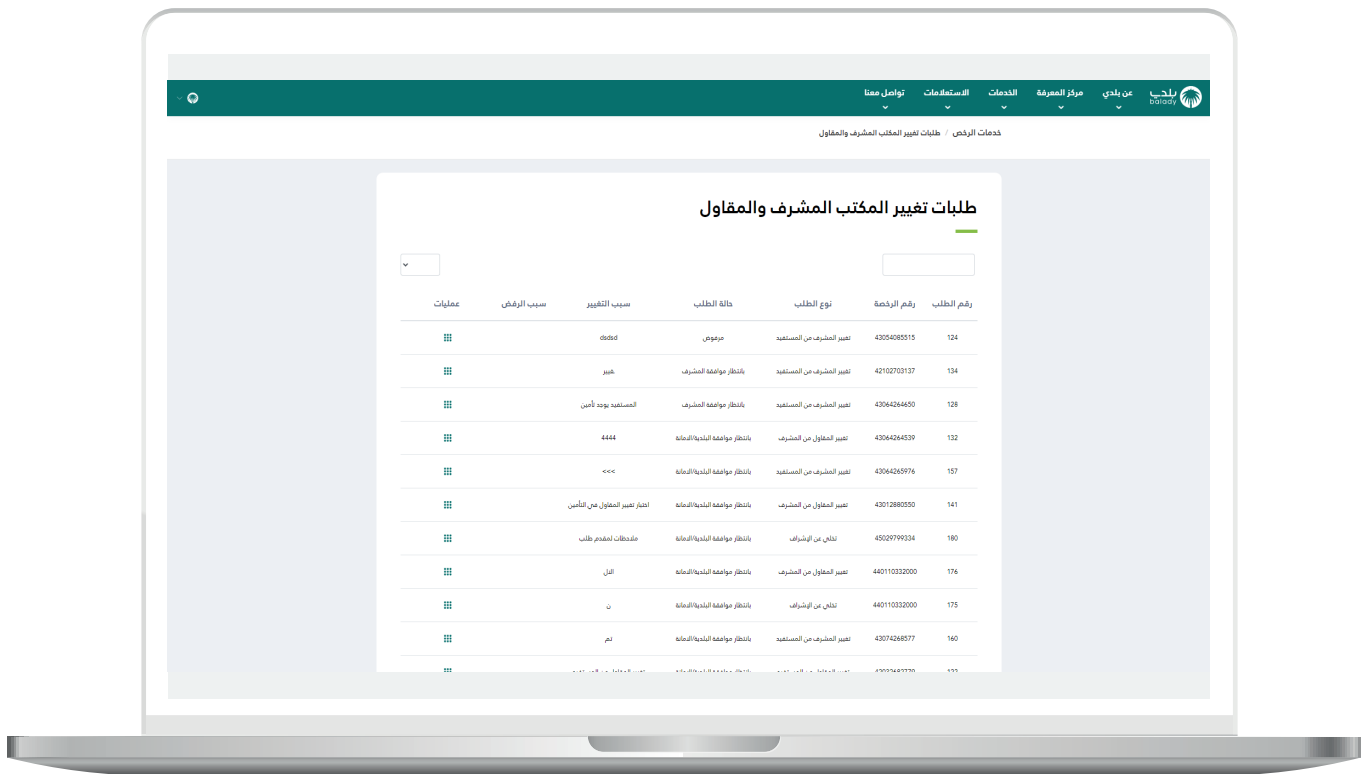 بلدي balady عن بلدي مركز المعرفة الخدمات الاستعلامات تواصل معنا
خدمات الرخص / طلبات تغيير المكتب المشرف والمقاول
طلبات تغيير المكتب المشرف والمقاول
رقم الطلب رقم الرخصة نوع الطلب حالة الطلب سبب التغيير سبب الرفض عمليات
124 43054085515 تغيير المشرف من المستفيد مرفوض dsdsd
134 42102703137 تغيير المشرف من المستفيد بانتظار موافقة المشرف غيير
128 43064264650 تغيير المشرف من المستفيد بانتظار موافقة المشرف المستفيد يوجد تأمين
132 43064264539 تغيير المقاول من المشرف بانتظار موافقة البلدية/الامانة 4444
157 43064265976 تغيير المشرف من المستفيد بانتظار موافقة البلدية/الامانة <<<
141 43012880550 تغيير المقاول من المشرف بانتظار موافقة البلدية/الامانة اختبار تغيير المقاول في التأمين
180 45029799334 تخلي عن الإشراف بانتظار موافقة البلدية/الامانة ملاحظات لمقدم طلب
176 440110332000 تغيير المقاول من المشرف بانتظار موافقة البلدية/الامانة الال
175 440110332000 تخلي عن الإشراف بانتظار موافقة البلدية/الامانة ن
160 43074268577 تغيير المشرف من المستفيد بانتظار موافقة البلدية/الامانة تم